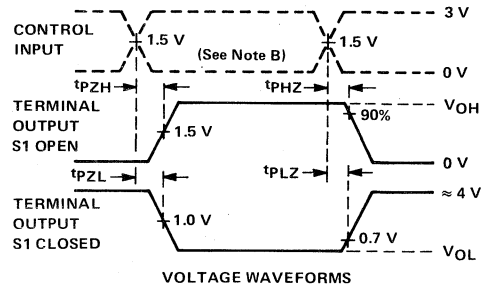 3 V
CONTROL
INPUT
1.5 V
(See Note B)
1.5 V
0 V
tPZH
tPHZ
TERMINAL
OUTPUT
S1 OPEN
1.5 V
VOH
90%
0 V
tPZL
tPLZ
≈ 4 V
TERMINAL
OUTPUT
S1 CLOSED
1.0 V
0.7 V
VOL
VOLTAGE WAVEFORMS